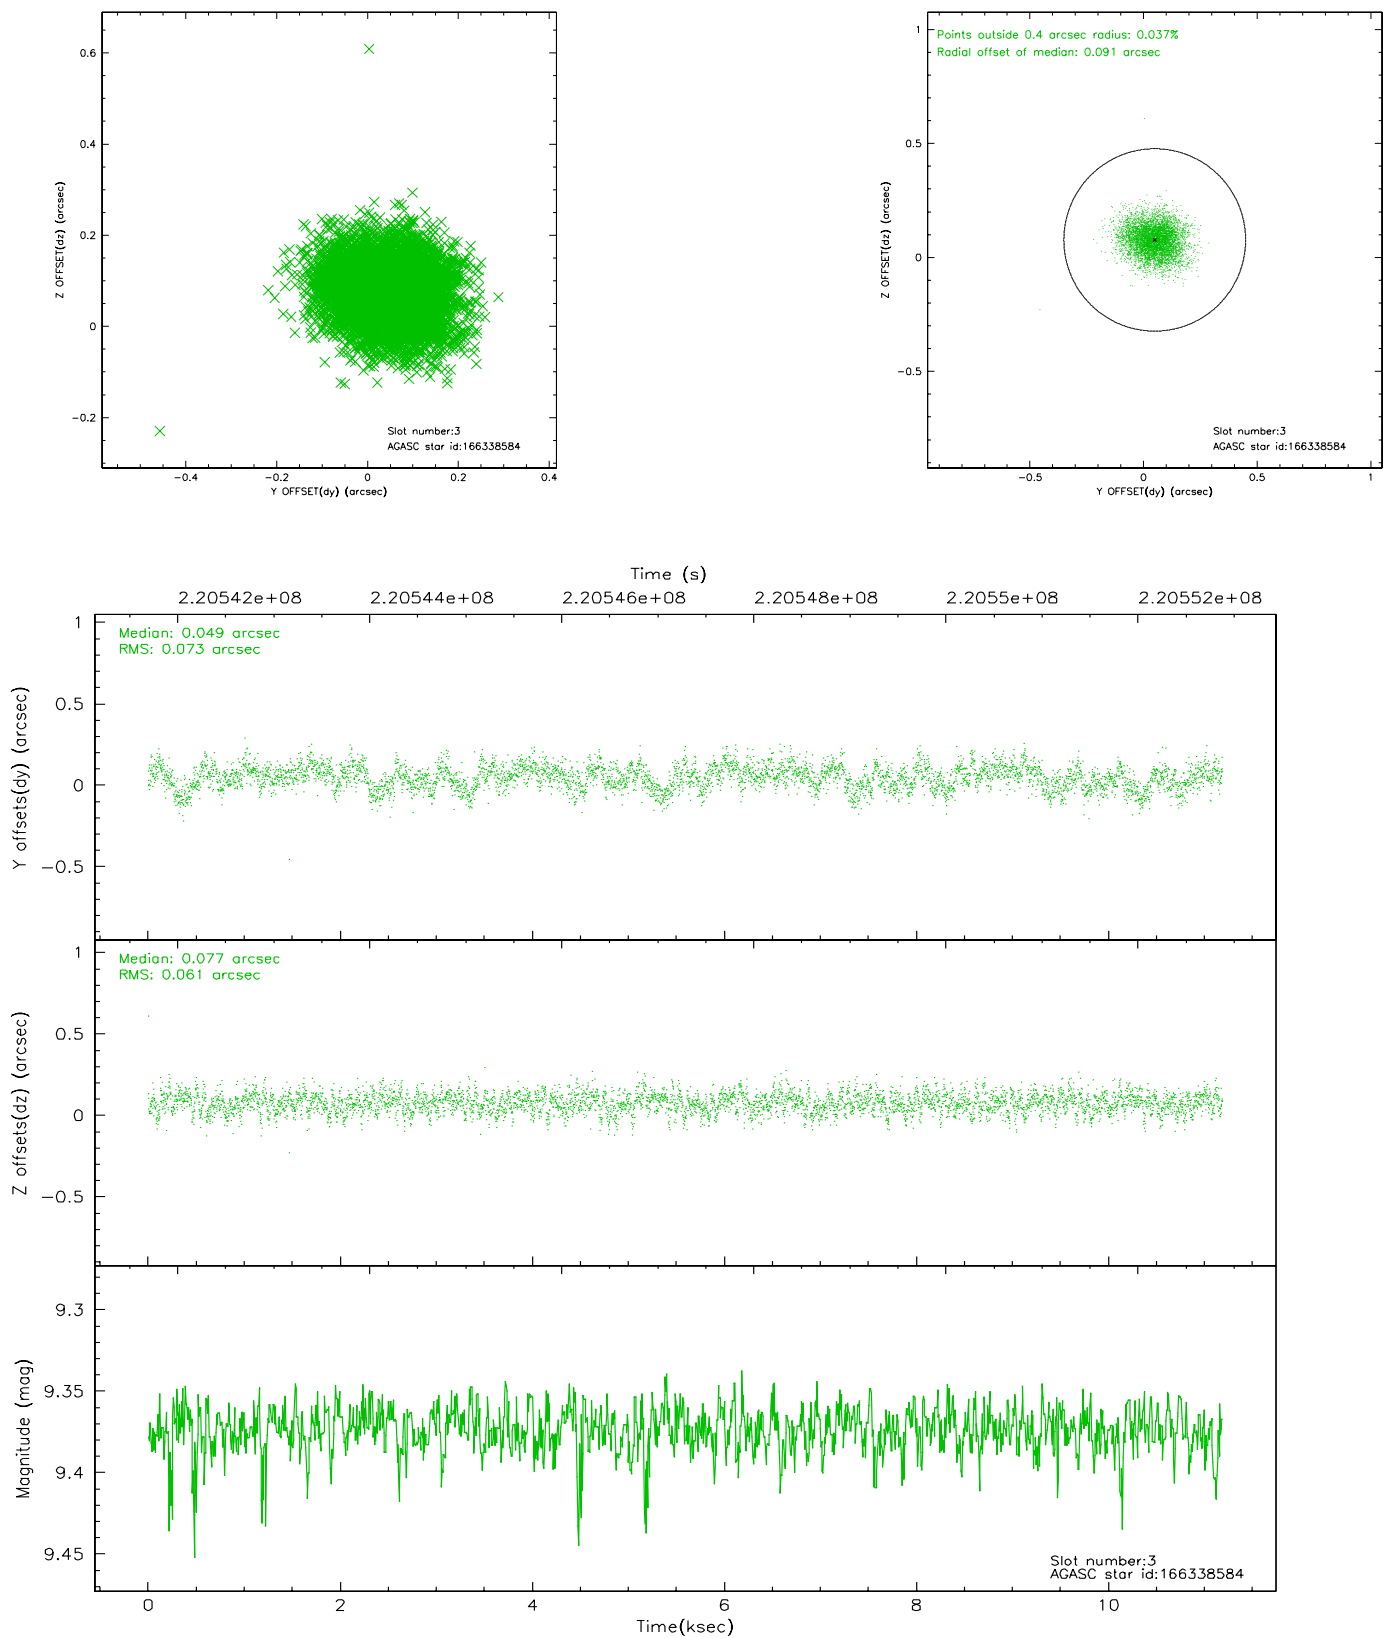 0.6
0.4
0.2
0
−0.2
Z OFFSET(dz) (arcsec)
Slot number:3
AGASC star id:166338584
−0.4
−0.2
0
0.2
0.4
Y OFFSET(dy) (arcsec)
Points outside 0.4 arcsec radius: 0.037%
Radial offset of median: 0.091 arcsec
1
0.5
0
−0.5
Z OFFSET(dz) (arcsec)
Slot number:3
AGASC star id:166338584
−0.5
0
0.5
1
Y OFFSET(dy) (arcsec)
Time (s)
2.20542e+08
2.20544e+08
2.20546e+08
2.20548e+08
2.2055e+08
2.20552e+08
Median: 0.049 arcsec
RMS: 0.073 arcsec
1
0.5
0
−0.5
Y offsets(dy) (arcsec)
Median: 0.077 arcsec
RMS: 0.061 arcsec
1
0.5
0
−0.5
Z offsets(dz) (arcsec)
9.3
9.35
9.4
9.45
Magnitude (mag)
Slot number:3
AGASC star id:166338584
0
2
4
6
8
10
Time(ksec)